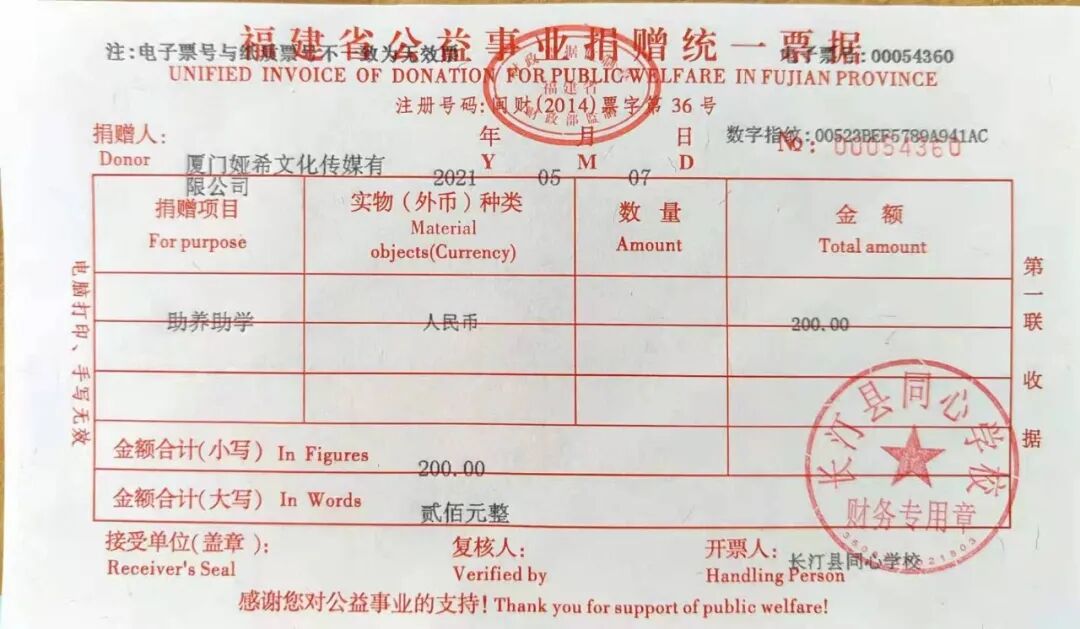 福建省公益事业捐赠统一票据
注:电子票号与纸质票号不一致为无效票
电子票号:00054360
UNIFIED INVOICE OF DONATION FOR PUBLIC WELFARE IN FUJIAN PROVINCE
福建省
财政部监制
注册号码:闽财(2014)票字第36号
捐赠人:
年 月 日
数字指纹:00523BEF5789A941AC
Donor
厦门娅希文化传媒有
限公司
Y M D
№: 00054360
2021 05 07
捐赠项目 实物(外币)种类 数量 金额
For purpose Material objects(Currency) Amount Total amount
助养助学 人民币 200.00
金额合计(小写) In Figures 200.00
金额合计(大写) In Words 贰佰元整
电脑打印、手写无效
第一联 收据
长汀县同心学校
财务专用章
接受单位(盖章): 复核人: 开票人: 长汀县同心学校
Receiver's Seal Verified by Handling Person
感谢您对公益事业的支持! Thank you for support of public welfare!